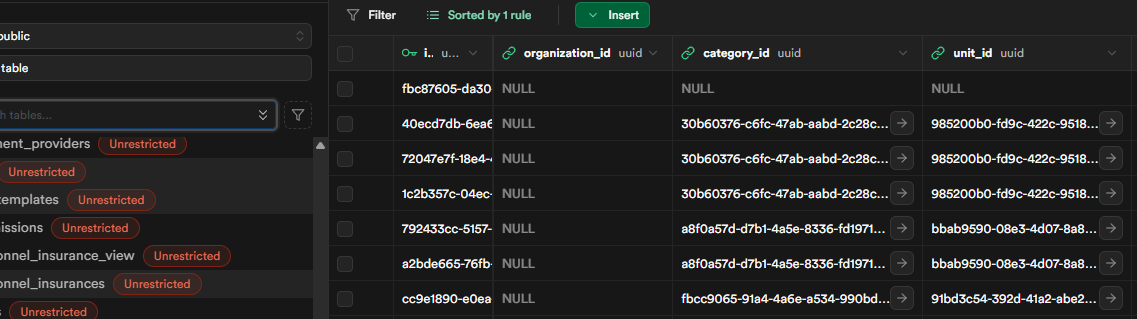 Filter Sorted by 1 rule Insert
public
table
h tables...
ment_providers Unrestricted
Unrestricted
templates Unrestricted
issions Unrestricted
onnel_insurance_view Unrestricted
onnel_insurances Unrestricted
s Unrestricted
i.. u... organization_id uuid category_id uuid unit_id uuid
fbc87605-da30- NULL NULL NULL
40ecd7db-6ea6 NULL 30b60376-c6fc-47ab-aabd-2c28c... 985200b0-fd9c-422c-9518...
72047e7f-18e4-4 NULL 30b60376-c6fc-47ab-aabd-2c28c... 985200b0-fd9c-422c-9518...
1c2b357c-04ec- NULL 30b60376-c6fc-47ab-aabd-2c28c... 985200b0-fd9c-422c-9518...
792433cc-5157- NULL a8f0a57d-d7b1-4a5e-8336-fd1971... bbab9590-08e3-4d07-8a8...
a2bde665-76fb- NULL a8f0a57d-d7b1-4a5e-8336-fd1971... bbab9590-08e3-4d07-8a8...
cc9e1890-e0ea NULL fbcc9065-91a4-4a6e-a534-990bd... 91bd3c54-392d-41a2-abe2...